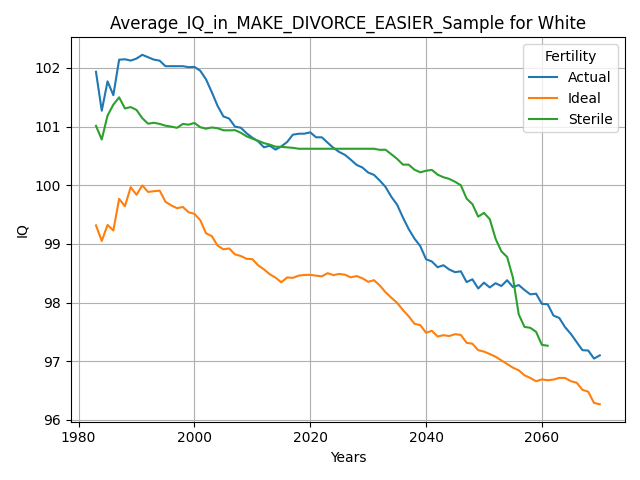 Average_IQ_in_MAKE_DIVORCE_EASIER_Sample for White
Fertility
Actual
Ideal
Sterile
IQ
102
101
100
99
98
97
96
1980
2000
2020
2040
2060
Years